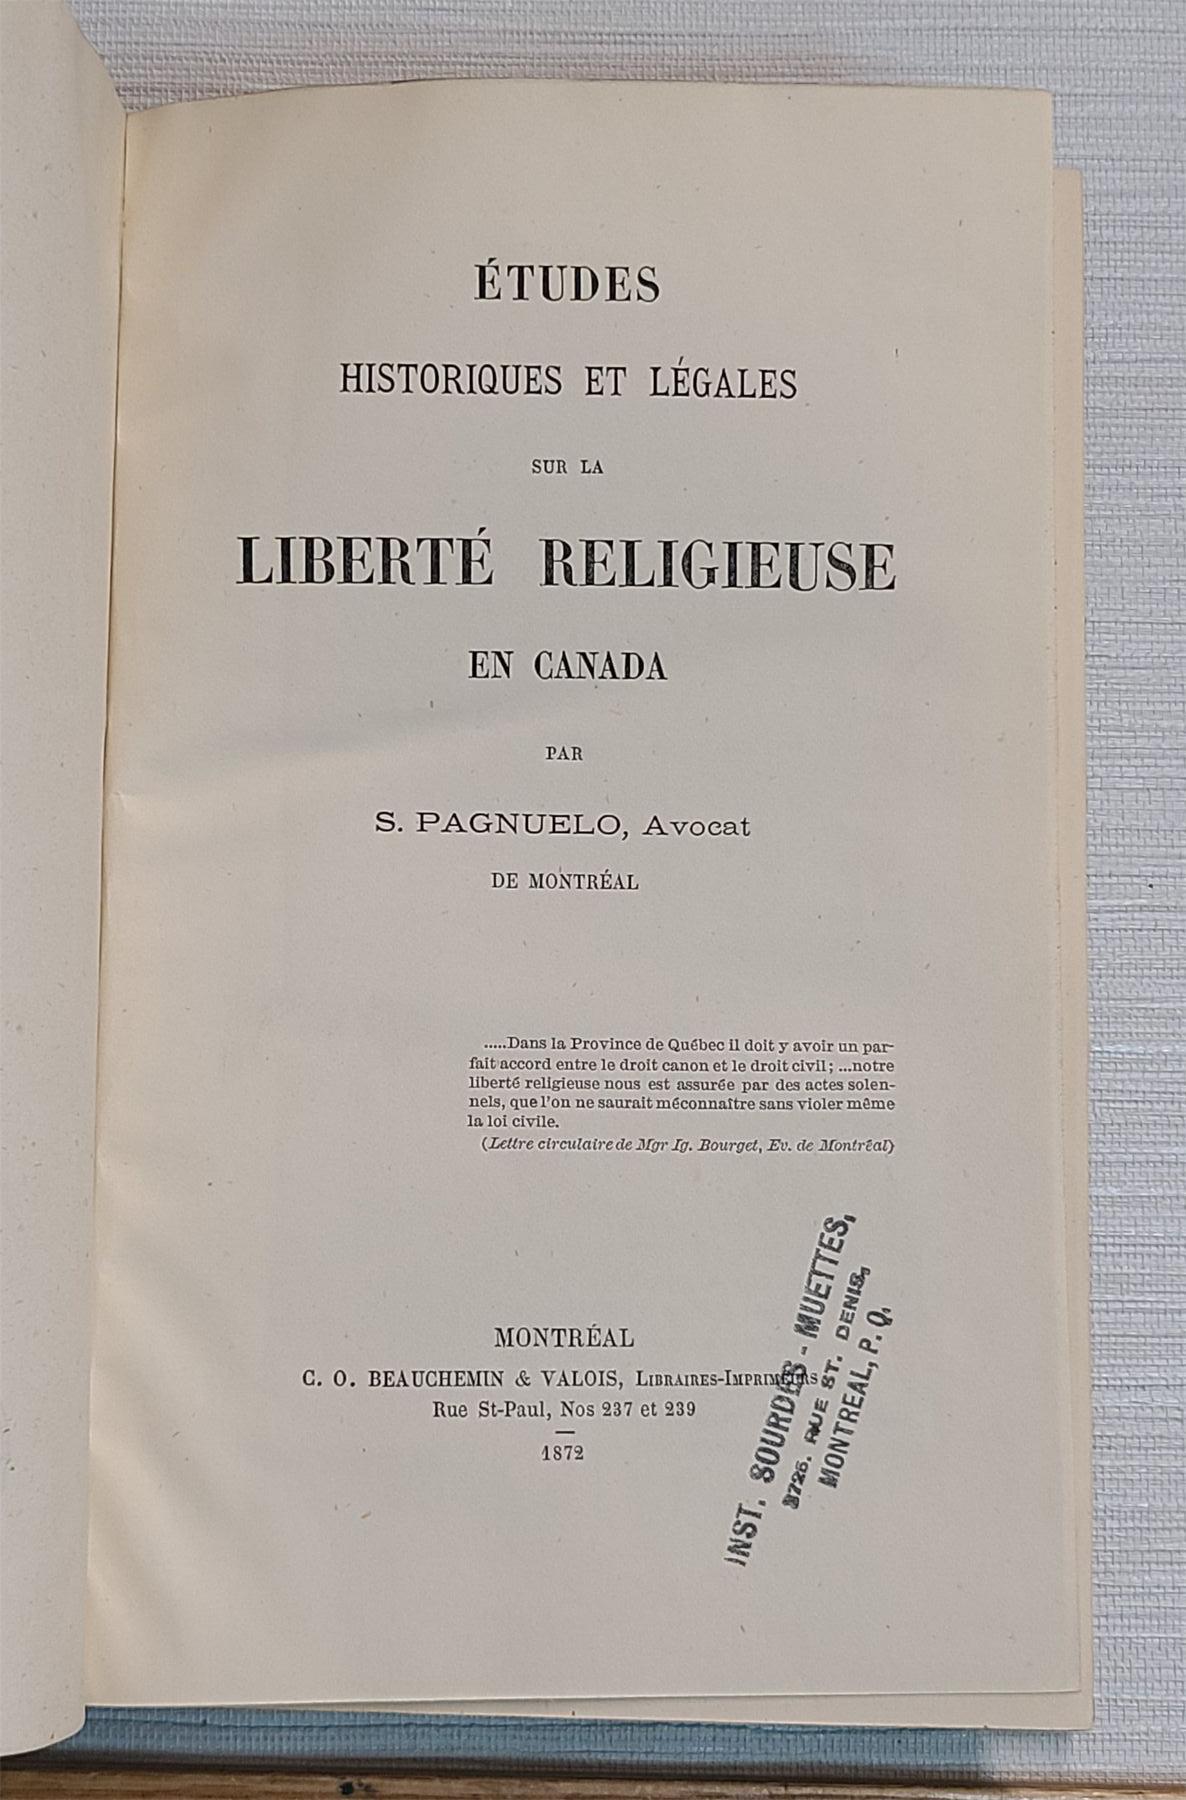 ÉTUDES
HISTORIQUES ET LÉGALES
SUR LA
LIBERTÉ RELIGIEUSE
EN CANADA
PAR
S. PAGNUELO, Avocat
DE MONTRÉAL
.....Dans la Province de Québec il doit y avoir un par-
fait accord entre le droit canon et le droit civil; ...notre
liberté religieuse nous est assurée par des actes solen-
nels, que l'on ne saurait méconnaître sans violer même
la loi civile.
(Lettre circulaire de Mgr Ig. Bourget, Ev. de Montréal)
MONTRÉAL
C. O. BEAUCHEMIN & VALOIS, LIBRAIRES-IMPRIMEURS
Rue St-Paul, Nos 237 et 239
1872
INST. SOURDES-MUETTES,
3725. RUE ST. DENIS,
MONTREAL, P. Q.